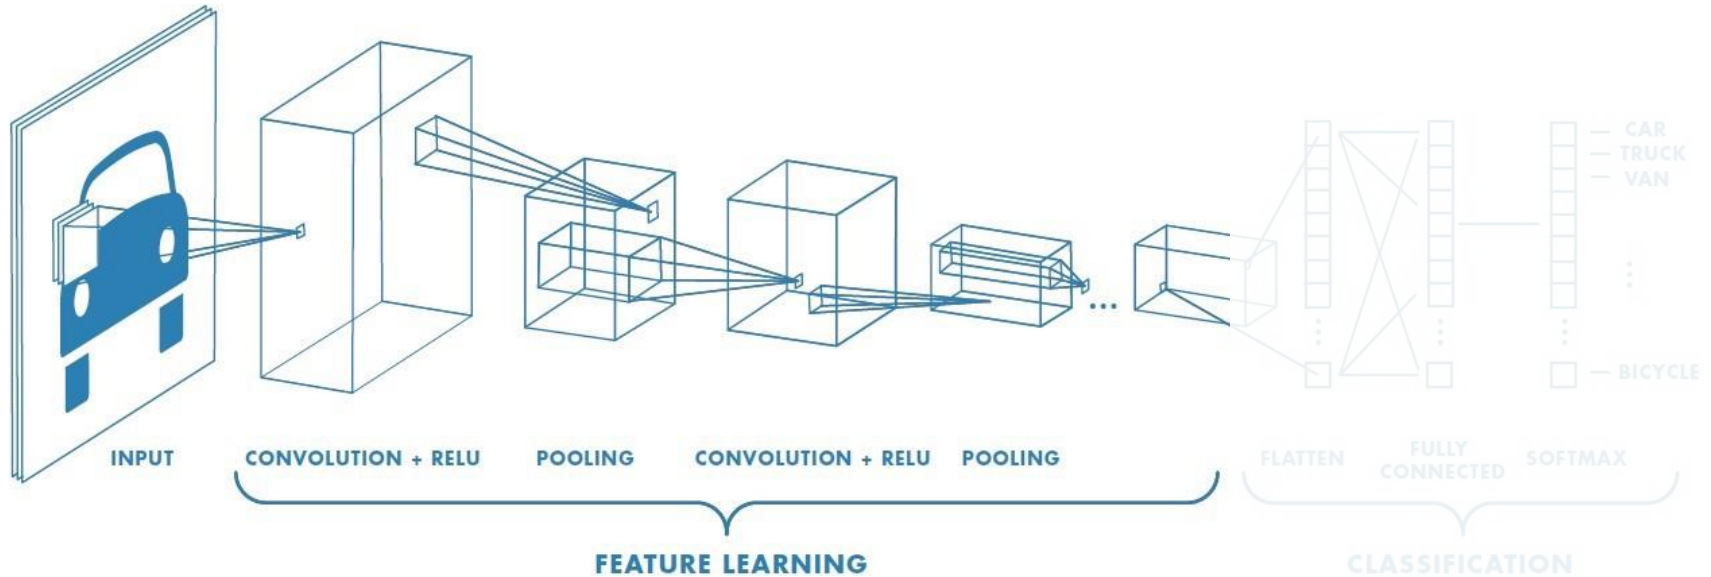 CAR
TRUCK
VAN
BICYCLE
INPUT
CONVOLUTION + RELU
POOLING
CONVOLUTION + RELU
POOLING
FLATTEN
FULLY
CONNECTED
SOFTMAX
FEATURE LEARNING
CLASSIFICATION